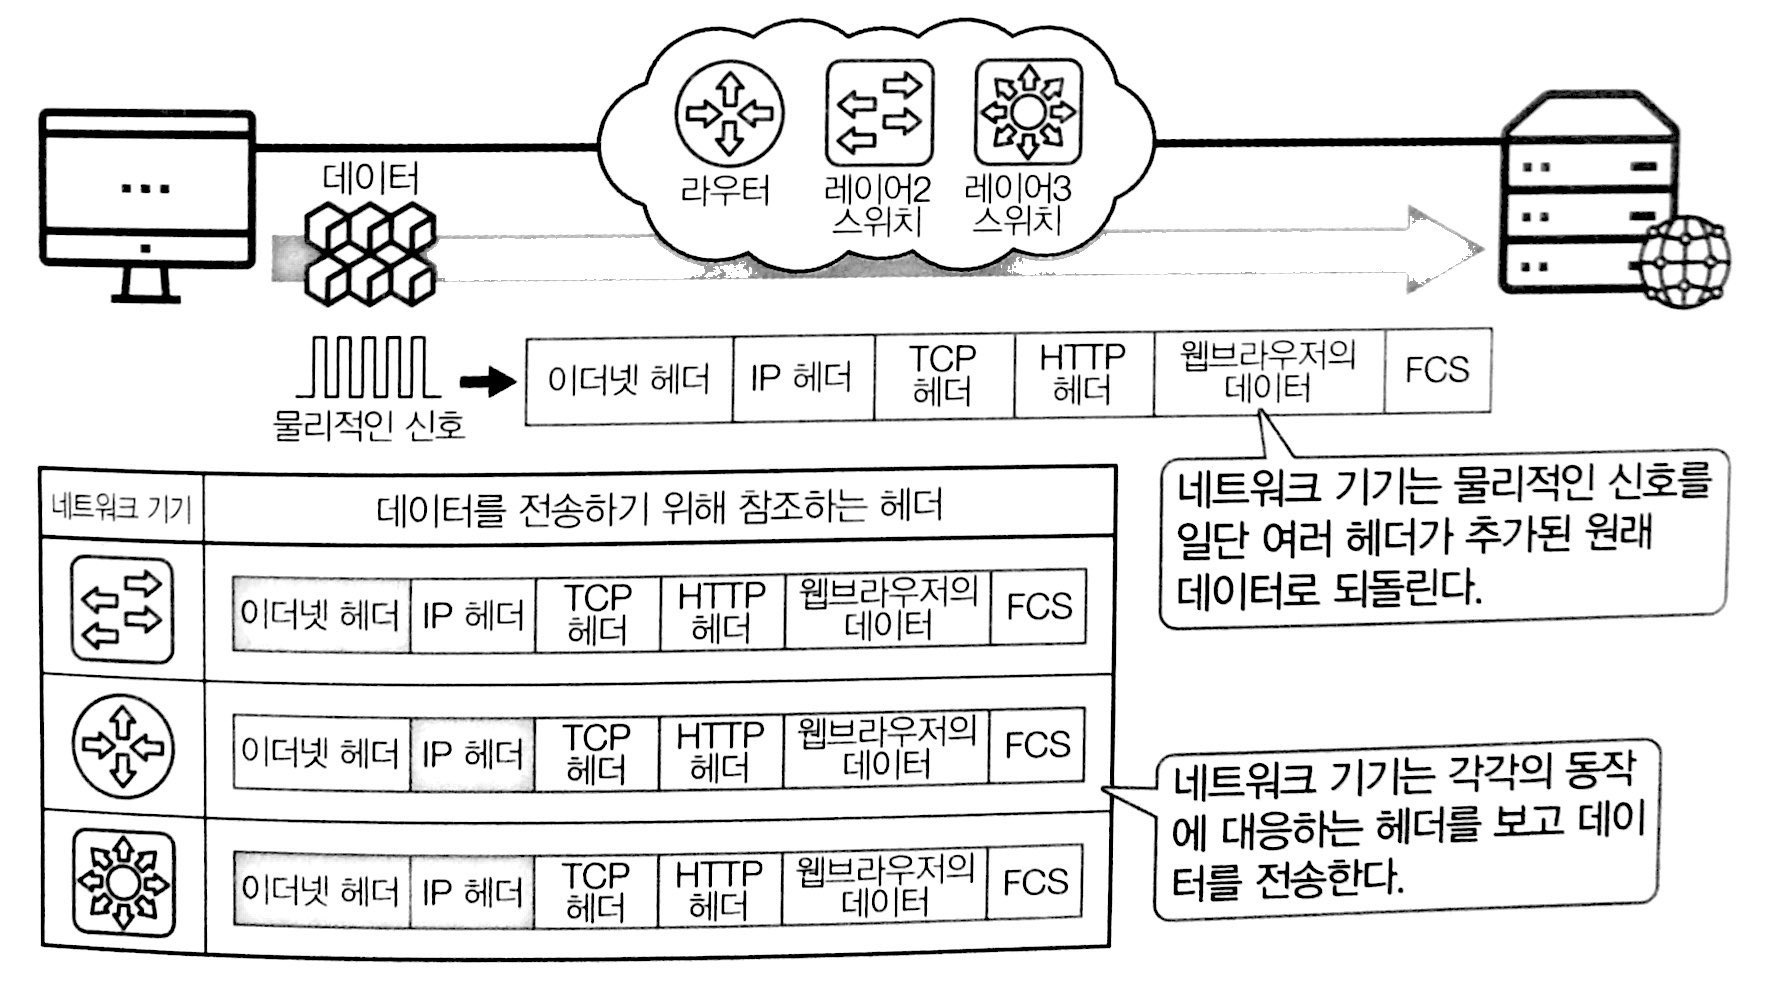 데이터
라우터
레이어2
스위치
레이어3
스위치
물리적인 신호
이더넷 헤더
IP 헤더
TCP
헤더
HTTP
헤더
웹브라우저의
데이터
FCS
네트워크 기기는 물리적인 신호를
일단 여러 헤더가 추가된 원래
데이터로 되돌린다.
네트워크 기기
데이터를 전송하기 위해 참조하는 헤더
이더넷 헤더
IP 헤더
TCP
헤더
HTTP
헤더
웹브라우저의
데이터
FCS
이더넷 헤더
IP 헤더
TCP
헤더
HTTP
헤더
웹브라우저의
데이터
FCS
이더넷 헤더
IP 헤더
TCP
헤더
HTTP
헤더
웹브라우저의
데이터
FCS
네트워크 기기는 각각의 동작
에 대응하는 헤더를 보고 데이
터를 전송한다.